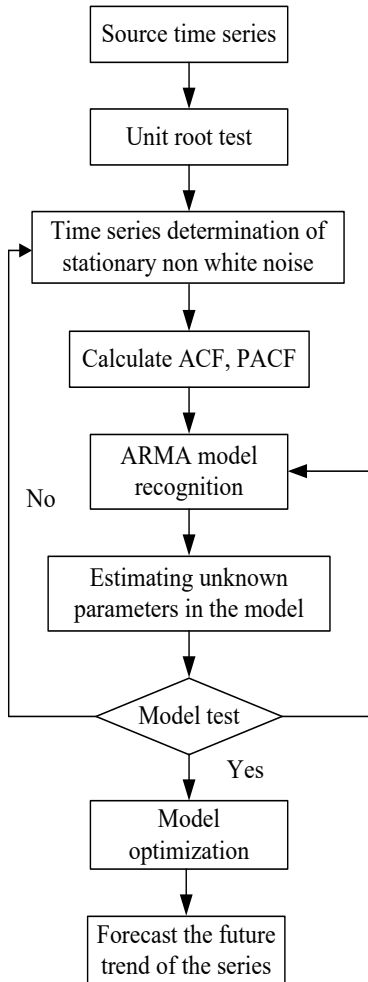 Source time series
Unit root test
Time series determination of
stationary non white noise
Calculate ACF, PACF
ARMA model
recognition
No
Estimating unknown
parameters in the model
Model test
Yes
Model
optimization
Forecast the future
trend of the series